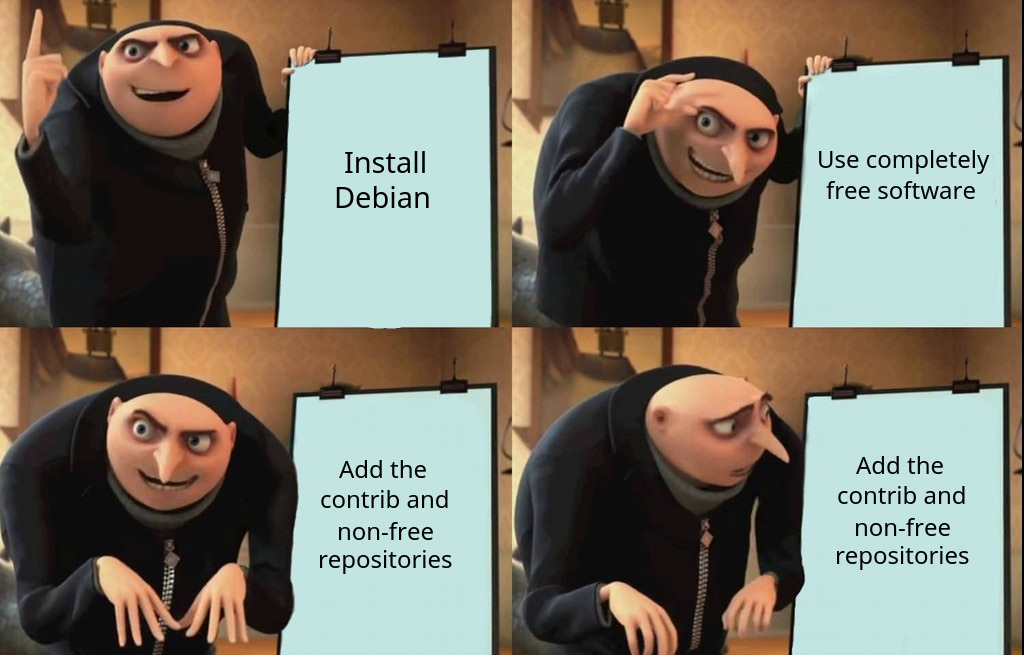 Install
Debian
Use completely
free software
Add the
contrib and
non-free
repositories
Add the
contrib and
non-free
repositories